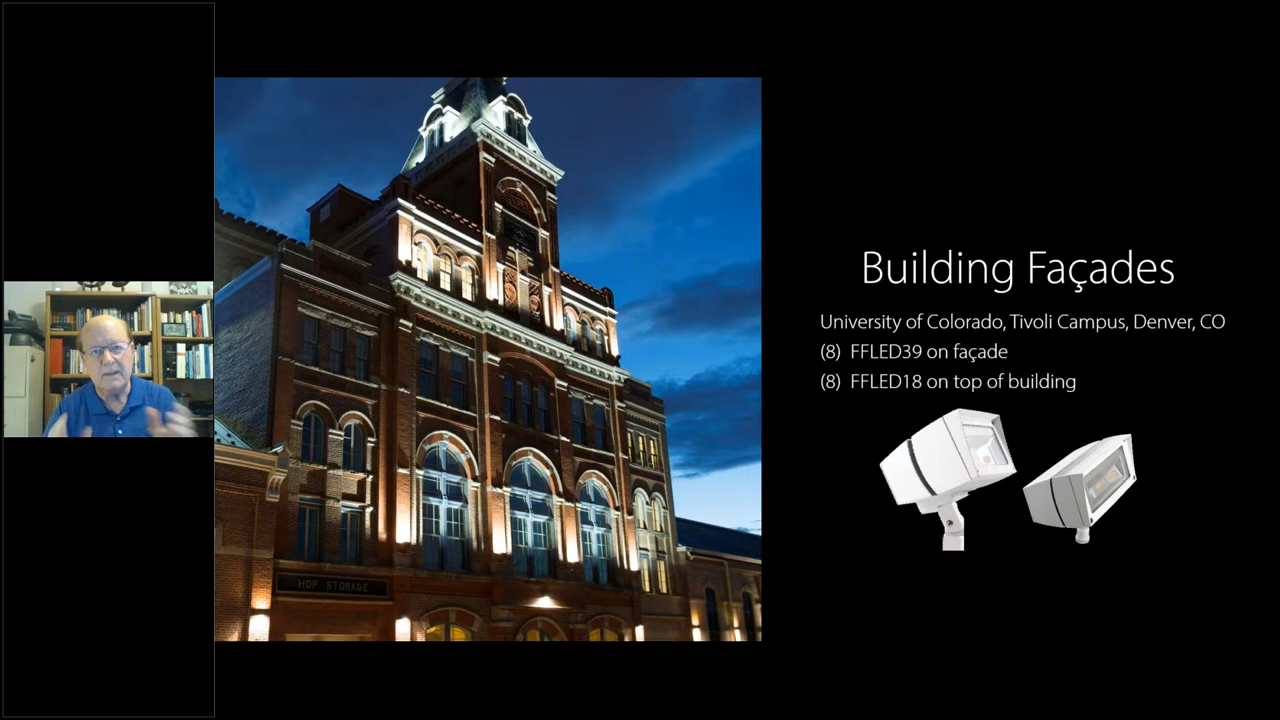 Building Façades
University of Colorado, Tivoli Campus, Denver, CO
(8) FFLED39 on façade
(8) FFLED18 on top of building
HOP STORAGE